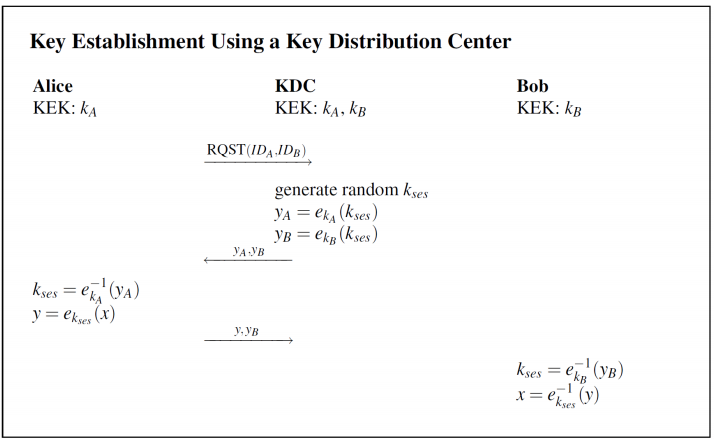 Key Establishment Using a Key Distribution Center
Alice KDC Bob
KEK: k_A KEK: k_A, k_B KEK: k_B
RQST(ID_A,ID_B)
generate random k_ses
y_A = e_{k_A}(k_ses)
y_B = e_{k_B}(k_ses)
y_A,y_B
k_ses = e^{-1}_{k_A}(y_A)
y = e_{k_ses}(x)
y,y_B
k_ses = e^{-1}_{k_B}(y_B)
x = e^{-1}_{k_ses}(y)